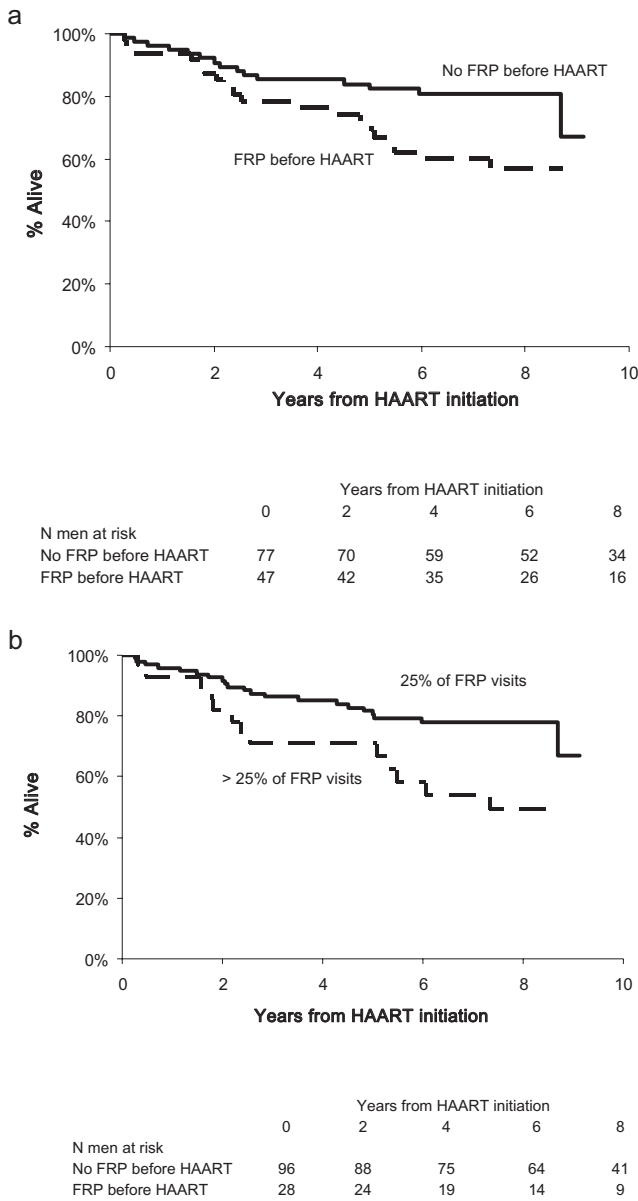 a
100%
80%
60%
40%
20%
0%
% Alive
No FRP before HAART
FRP before HAART
0 2 4 6 8 10
Years from HAART initiation
Years from HAART initiation
0 2 4 6 8
N men at risk
No FRP before HAART 77 70 59 52 34
FRP before HAART 47 42 35 26 16
b
100%
80%
60%
40%
20%
0%
% Alive
25% of FRP visits
> 25% of FRP visits
0 2 4 6 8 10
Years from HAART initiation
Years from HAART initiation
0 2 4 6 8
N men at risk
No FRP before HAART 96 88 75 64 41
FRP before HAART 28 24 19 14 9